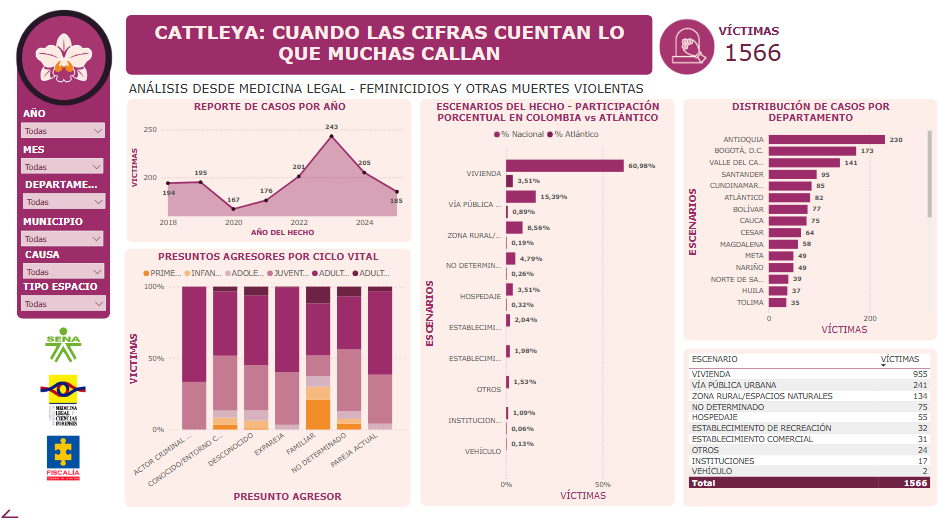 CATTLEYA: CUANDO LAS CIFRAS CUENTAN LO
QUE MUCHAS CALLAN
VÍCTIMAS
1566
ANÁLISIS DESDE MEDICINA LEGAL - FEMINICIDIOS Y OTRAS MUERTES VIOLENTAS
AÑO
Todas
MES
Todas
DEPARTAME...
Todas
MUNICIPIO
Todas
CAUSA
Todas
TIPO ESPACIO
Todas
SENA
MEDICINA
LEGAL
CIENCIAS
FORENSES
FISCALÍA
REPORTE DE CASOS POR AÑO
VICTIMAS
250
200
194
195
167
176
201
243
205
185
2018
2020
2022
2024
AÑO DEL HECHO
PRESUNTOS AGRESORES POR CICLO VITAL
PRIME... INFAN... ADOLE... JUVENT... ADULT... ADULT...
VICTIMAS
100%
50%
0%
ACTOR CRIMINAL ...
CONOCIDO/ENTORNO C...
DESCONOCIDO
EXPAREJA
FAMILIAR
NO DETERMINADO
PAREJA ACTUAL
PRESUNTO AGRESOR
ESCENARIOS DEL HECHO - PARTICIPACIÓN
PORCENTUAL EN COLOMBIA vs ATLÁNTICO
% Nacional % Atlántico
ESCENARIOS
VIVIENDA 60,98%
3,51%
VÍA PÚBLICA ... 15,39%
0,89%
ZONA RURAL/... 8,56%
0,19%
NO DETERMIN... 4,79%
0,26%
HOSPEDAJE 3,51%
0,32%
ESTABLECIMI... 2,04%
ESTABLECIMI... 1,98%
OTROS 1,53%
INSTITUCION... 1,09%
0,06%
VEHÍCULO 0,13%
0% 50%
VÍCTIMAS
DISTRIBUCIÓN DE CASOS POR
DEPARTAMENTO
ESCENARIOS
ANTIOQUIA 230
BOGOTÁ, D.C. 173
VALLE DEL CA... 141
SANTANDER 95
CUNDINAMAR... 85
ATLÁNTICO 82
BOLÍVAR 77
CAUCA 75
CESAR 64
MAGDALENA 58
META 49
NARIÑO 49
NORTE DE SA... 39
HUILA 37
TOLIMA 35
0 200
VÍCTIMAS
ESCENARIO VÍCTIMAS
VIVIENDA 955
VÍA PÚBLICA URBANA 241
ZONA RURAL/ESPACIOS NATURALES 134
NO DETERMINADO 75
HOSPEDAJE 55
ESTABLECIMIENTO DE RECREACIÓN 32
ESTABLECIMIENTO COMERCIAL 31
OTROS 24
INSTITUCIONES 17
VEHÍCULO 2
Total 1566